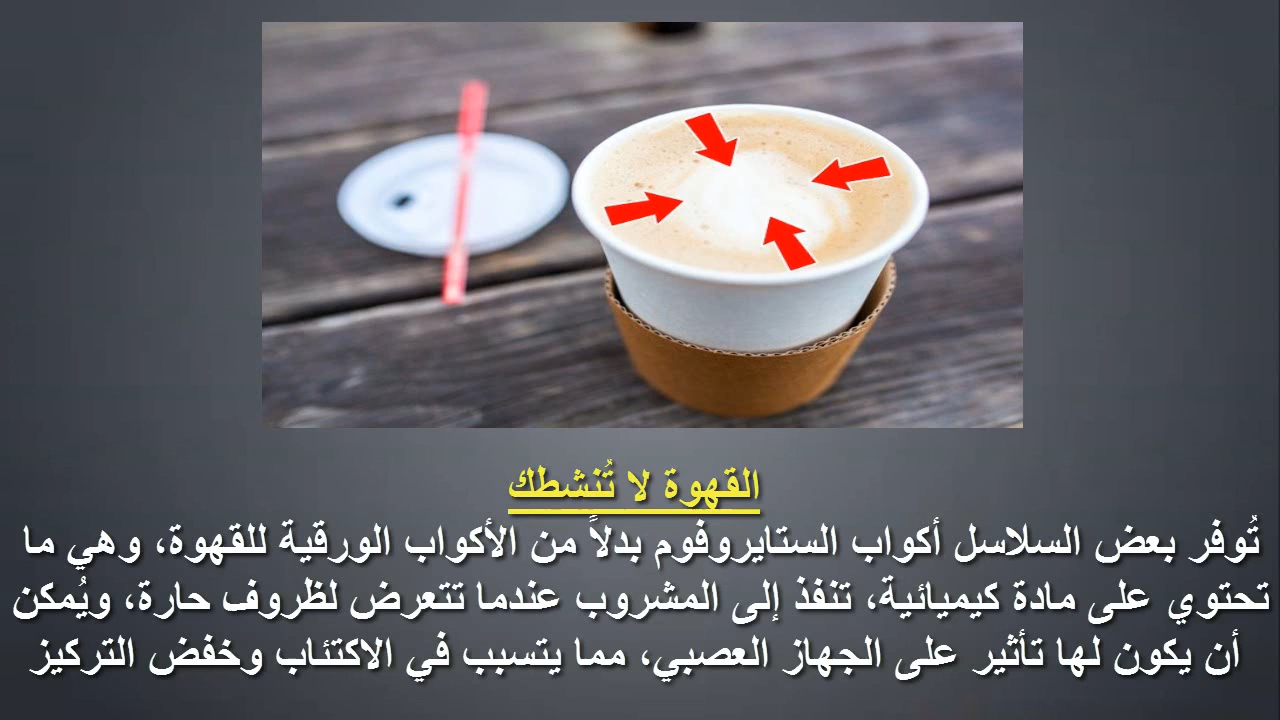 القهوة لا تُنشطك
تُوفر بعض السلاسل أكواب الستايروفوم بدلاً من الأكواب الورقية للقهوة، وهي ما
تحتوي على مادة كيميائية، تنفذ إلى المشروب عندما تتعرض لظروف حارة، ويُمكن
أن يكون لها تأثير على الجهاز العصبي، مما يتسبب في الاكتئاب وخفض التركيز